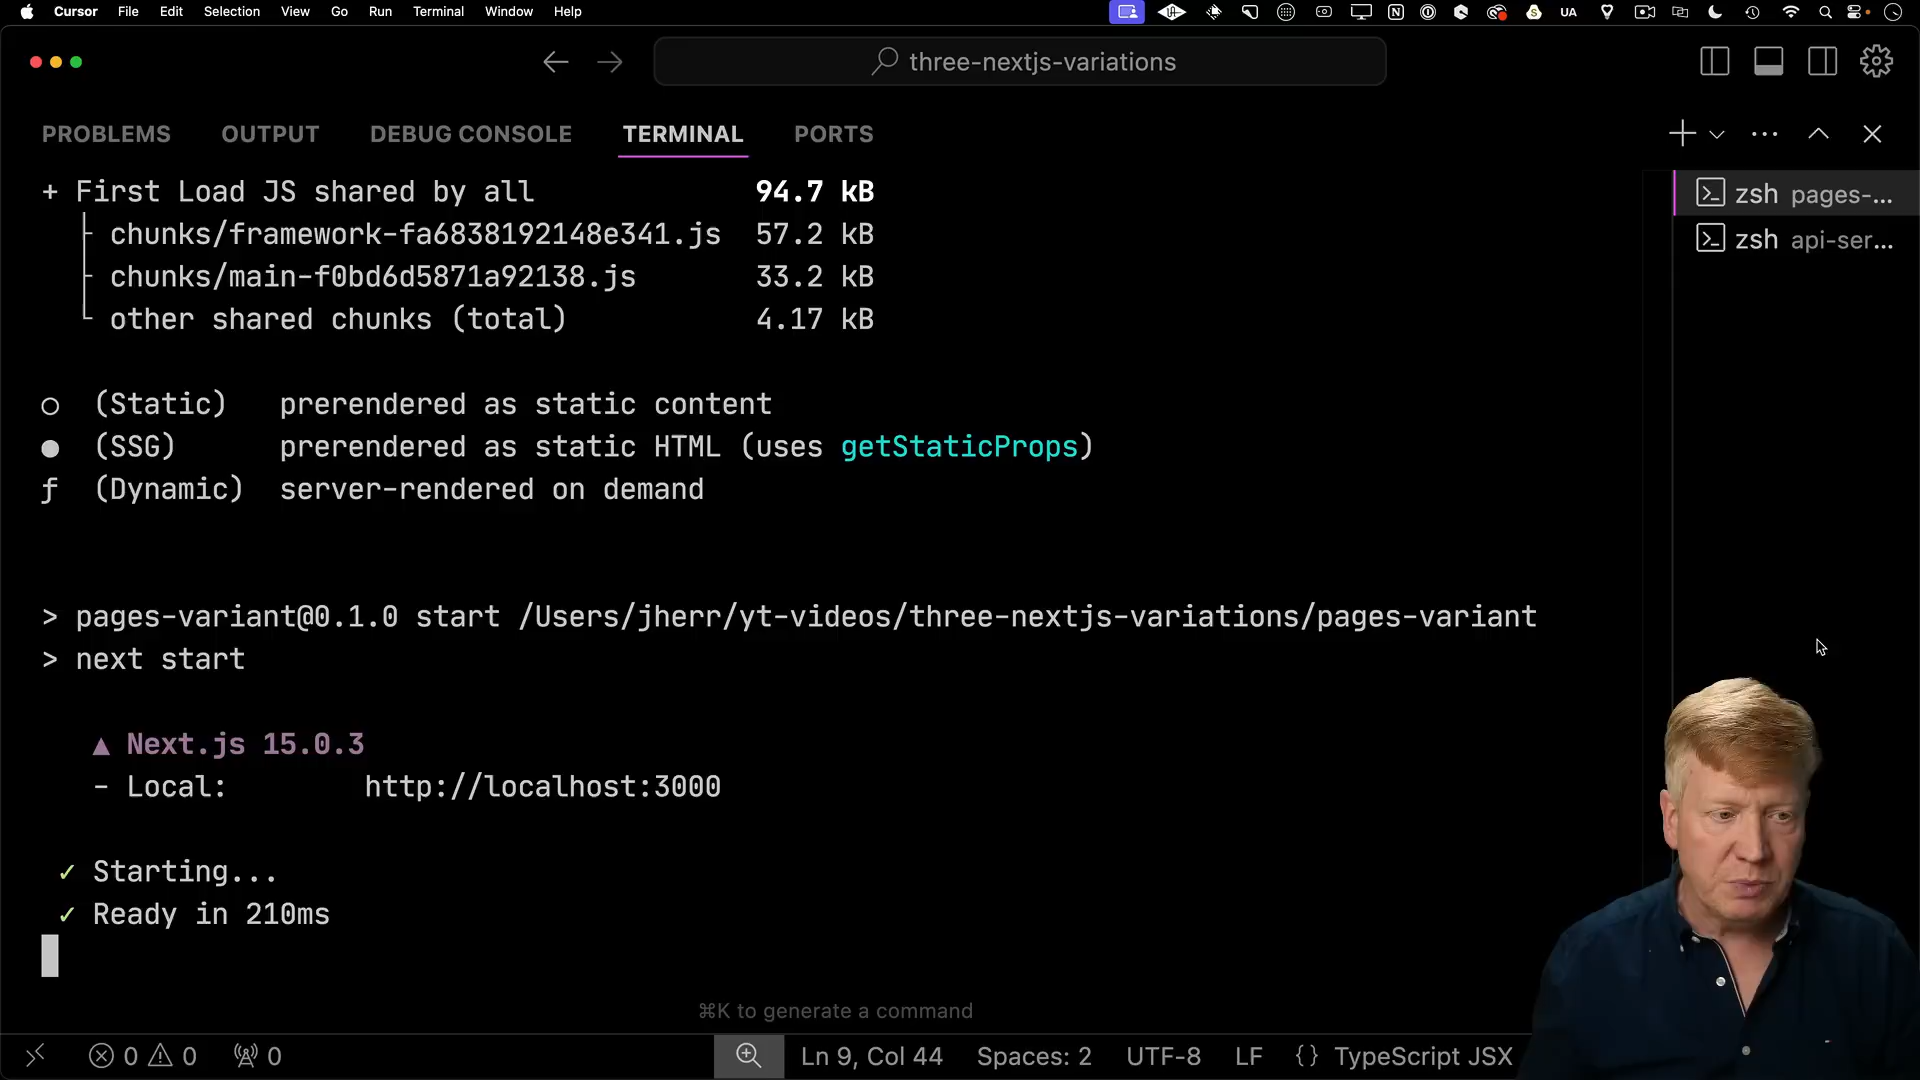 Cursor File Edit Selection View Go Run Terminal Window Help UA
three-nextjs-variations
PROBLEMS OUTPUT DEBUG CONSOLE TERMINAL PORTS
+ First Load JS shared by all 94.7 kB
├ chunks/framework-fa6838192148e341.js 57.2 kB
├ chunks/main-f0bd6d5871a92138.js 33.2 kB
└ other shared chunks (total) 4.17 kB
○ (Static) prerendered as static content
● (SSG) prerendered as static HTML (uses getStaticProps)
ƒ (Dynamic) server-rendered on demand
> pages-variant@0.1.0 start /Users/jherr/yt-videos/three-nextjs-variations/pages-variant
> next start
▲ Next.js 15.0.3
- Local: http://localhost:3000
✓ Starting...
✓ Ready in 210ms
zsh pages-...
zsh api-ser...
⌘K to generate a command
0 0 0 Ln 9, Col 44 Spaces: 2 UTF-8 LF {} TypeScript JSX